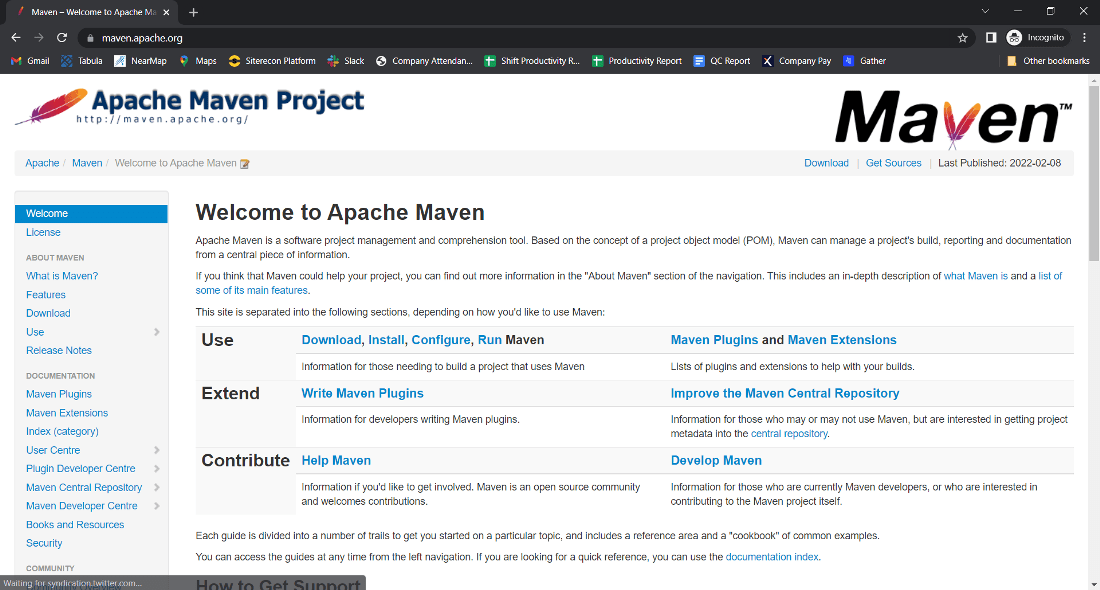 Maven – Welcome to Apache Ma
maven.apache.org
Incognito
Gmail Tabula NearMap Maps Siterecon Platform Slack Company Attendan... Shift Productivity R... Productivity Report QC Report Company Pay Gather Other bookmarks
Apache Maven Project
http://maven.apache.org/
Maven™
Apache / Maven / Welcome to Apache Maven
Download | Get Sources | Last Published: 2022-02-08
Welcome
License
ABOUT MAVEN
What is Maven?
Features
Download
Use
Release Notes
DOCUMENTATION
Maven Plugins
Maven Extensions
Index (category)
User Centre
Plugin Developer Centre
Maven Central Repository
Maven Developer Centre
Books and Resources
Security
COMMUNITY
Welcome to Apache Maven
Apache Maven is a software project management and comprehension tool. Based on the concept of a project object model (POM), Maven can manage a project's build, reporting and documentation
from a central piece of information.
If you think that Maven could help your project, you can find out more information in the "About Maven" section of the navigation. This includes an in-depth description of what Maven is and a list of
some of its main features.
This site is separated into the following sections, depending on how you'd like to use Maven:
Use
Download, Install, Configure, Run Maven
Maven Plugins and Maven Extensions
Information for those needing to build a project that uses Maven
Lists of plugins and extensions to help with your builds.
Extend
Write Maven Plugins
Improve the Maven Central Repository
Information for developers writing Maven plugins.
Information for those who may or may not use Maven, but are interested in getting project
metadata into the central repository.
Contribute
Help Maven
Develop Maven
Information if you'd like to get involved. Maven is an open source community
and welcomes contributions.
Information for those who are currently Maven developers, or who are interested in
contributing to the Maven project itself.
Each guide is divided into a number of trails to get you started on a particular topic, and includes a reference area and a "cookbook" of common examples.
You can access the guides at any time from the left navigation. If you are looking for a quick reference, you can use the documentation index.
How to Get Support
Waiting for syndication.twitter.com...